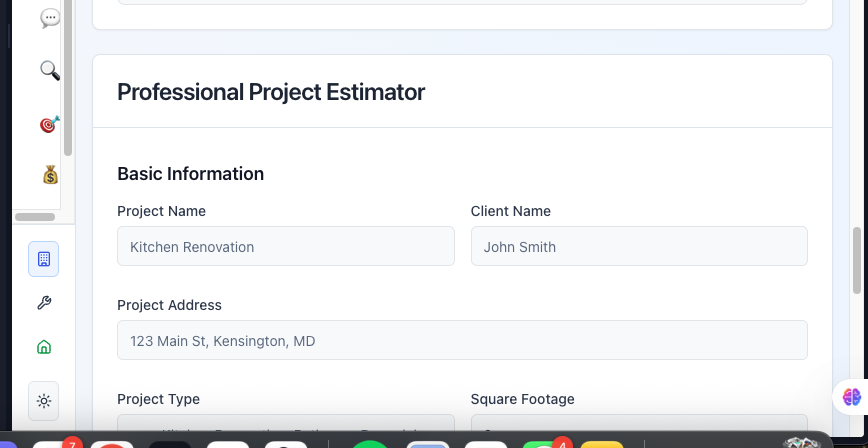 Professional Project Estimator
Basic Information
Project Name
Client Name
Kitchen Renovation
John Smith
Project Address
123 Main St, Kensington, MD
Project Type
Square Footage
7
4